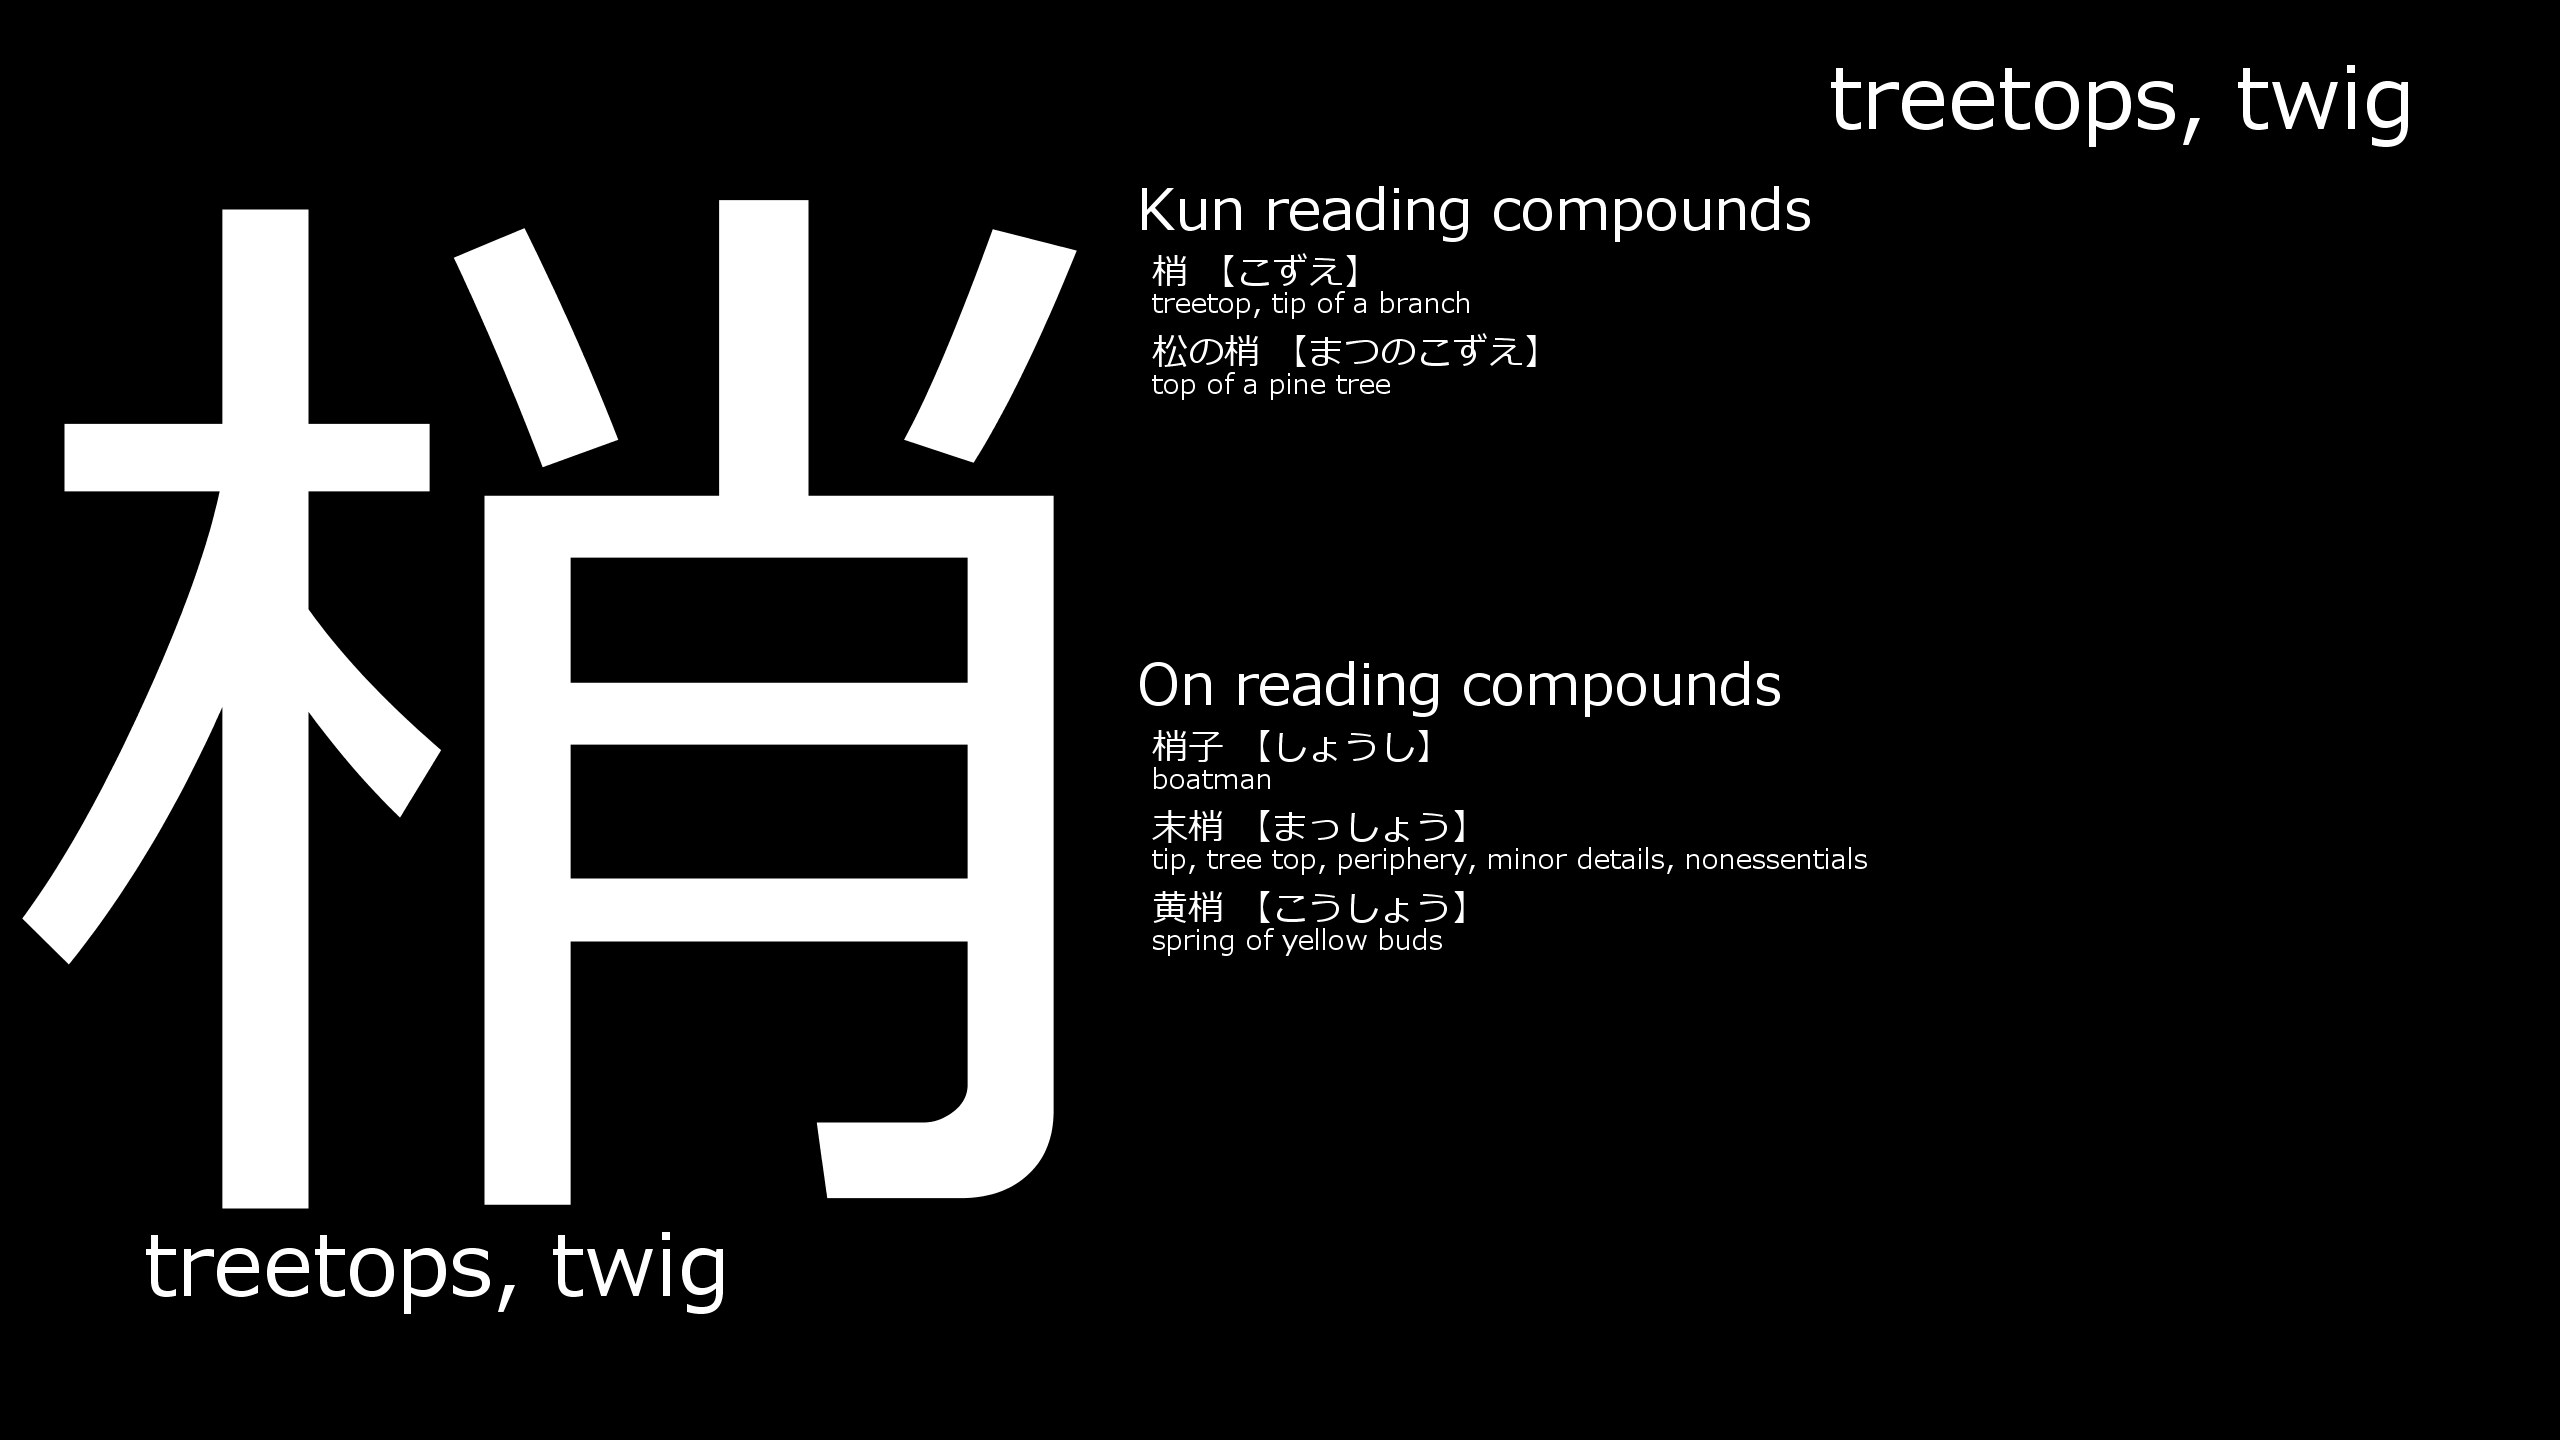 treetops, twig
梢
Kun reading compounds
梢 【こずえ】
treetop, tip of a branch
松の梢 【まつのこずえ】
top of a pine tree
On reading compounds
梢子 【しょうし】
boatman
末梢 【まっしょう】
tip, tree top, periphery, minor details, nonessentials
黄梢 【こうしょう】
spring of yellow buds
treetops, twig